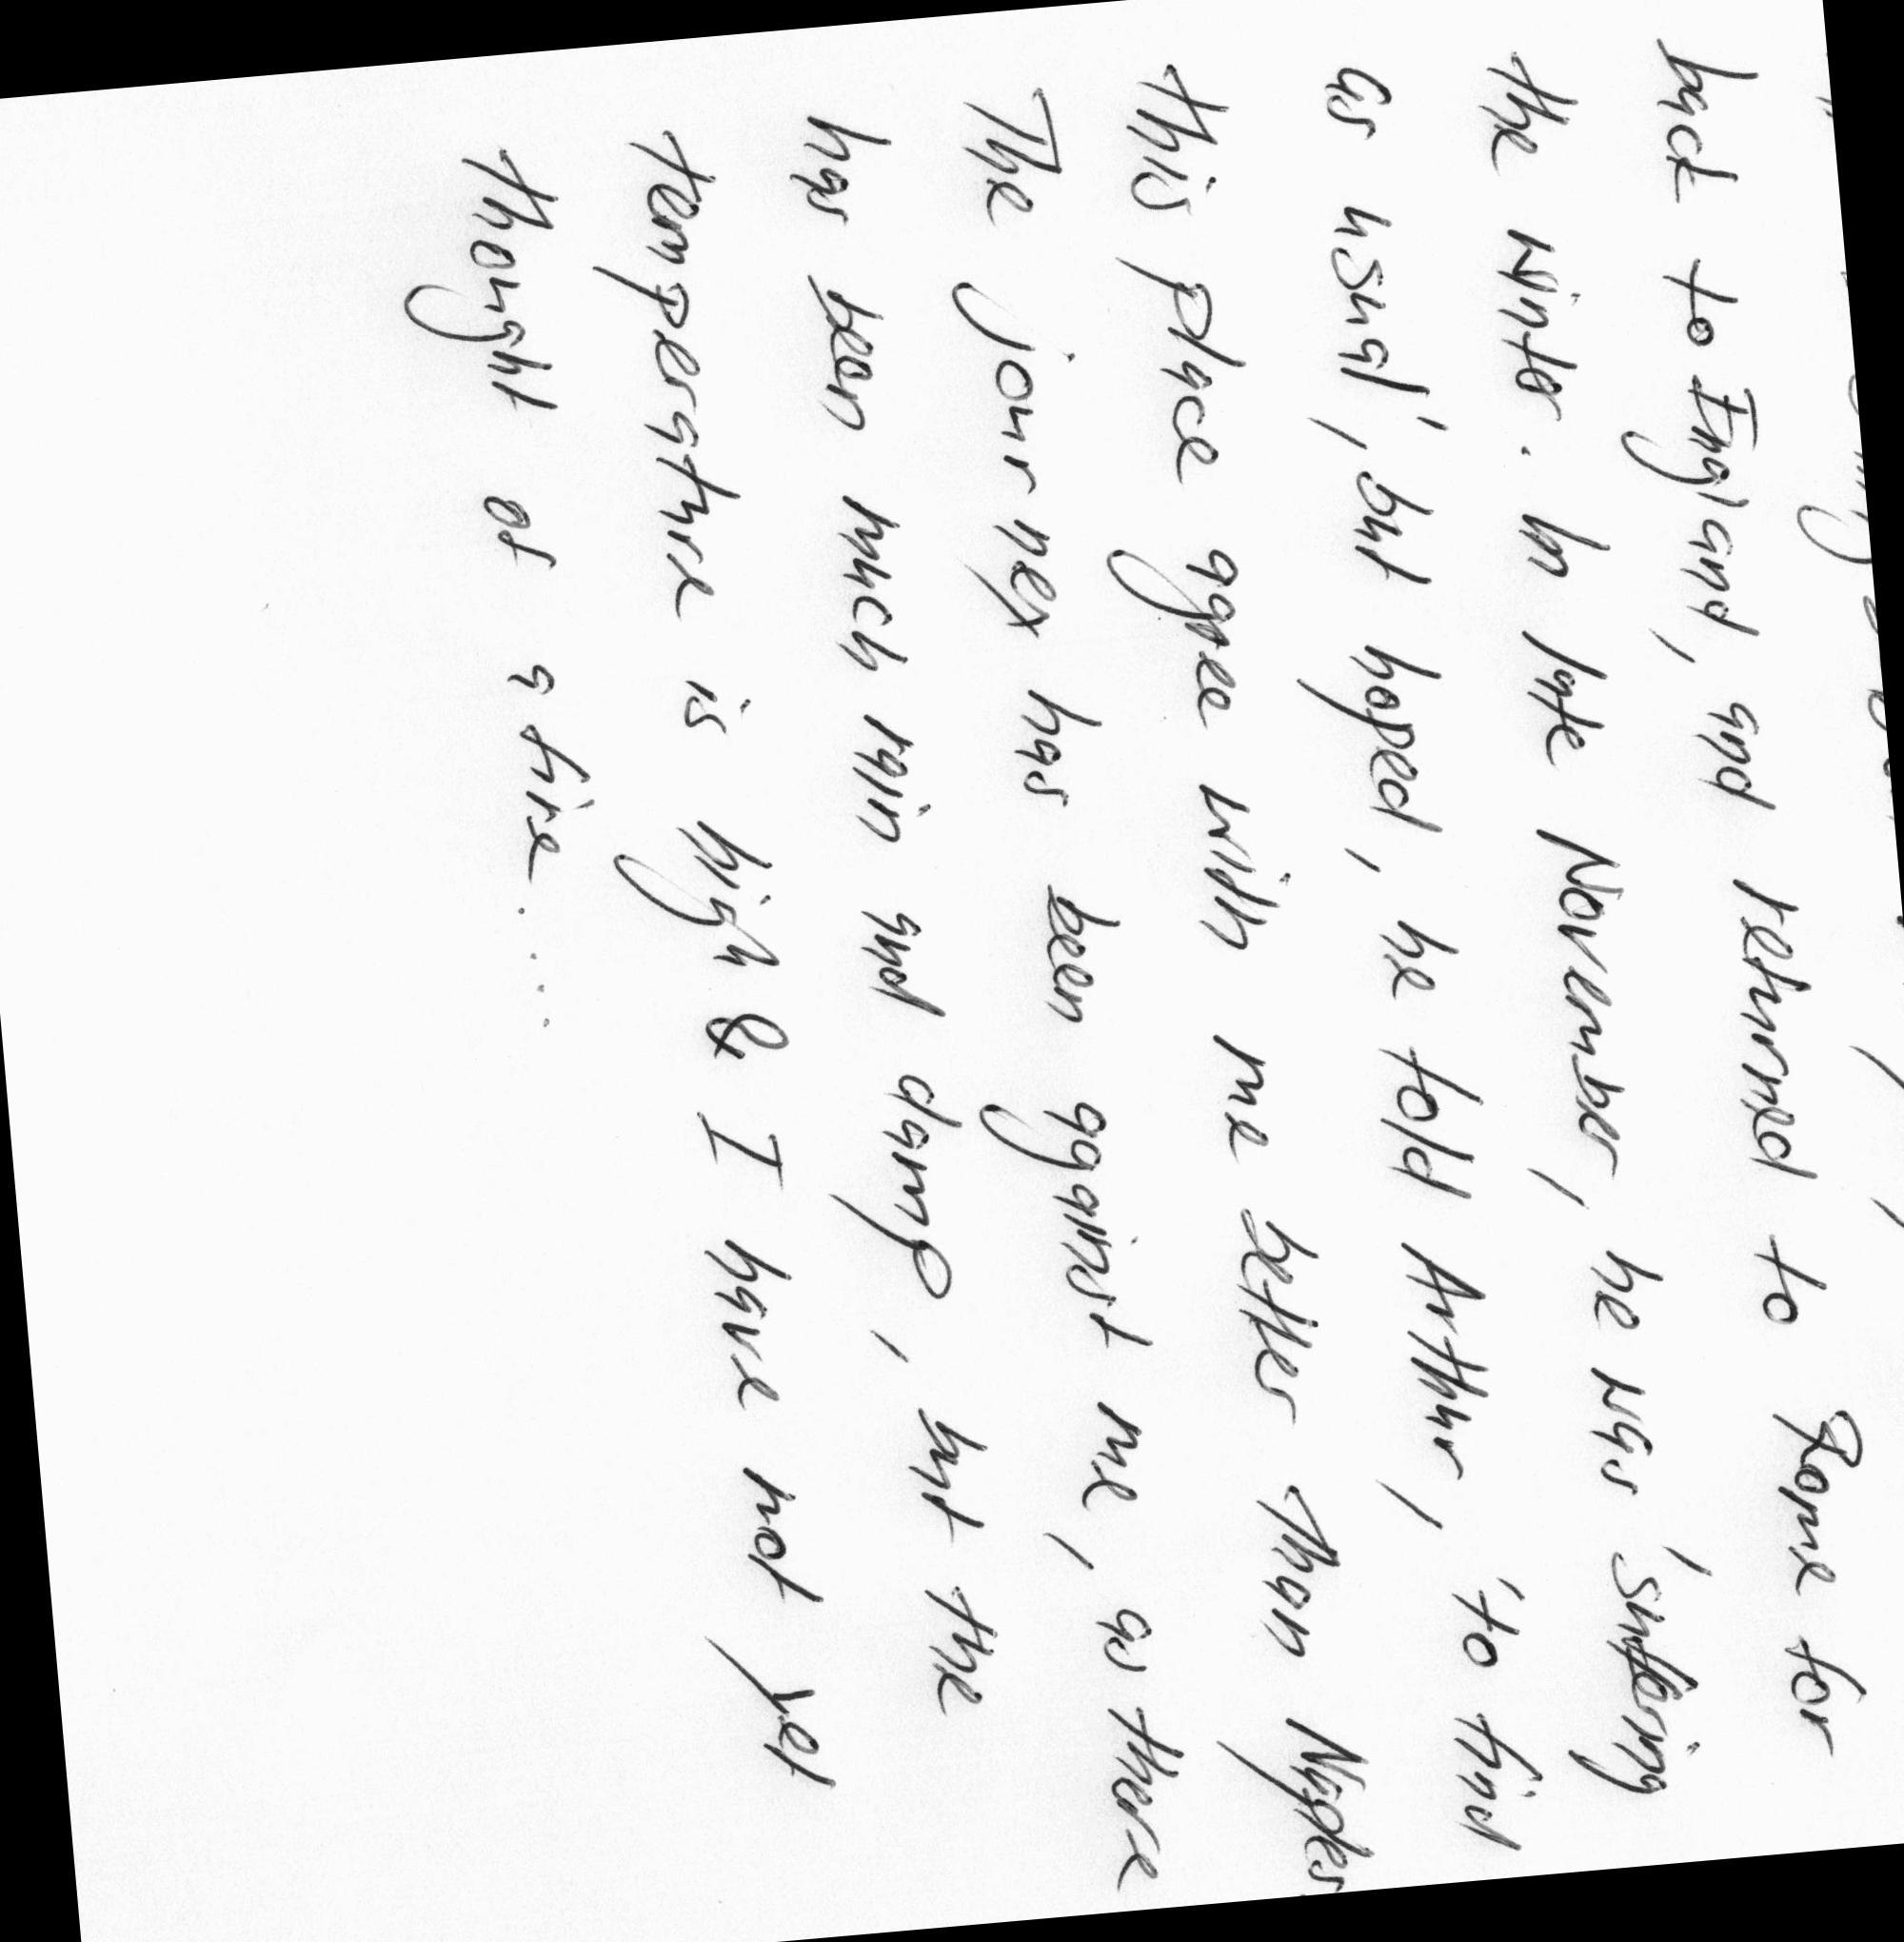 back to England, and returned to Rome for
the winter. In late November, he was 'suffering
as usual', but hoped, he told Arthur, 'to find
this place agree with me better than Naples
The journey has been against me, as there
has been much rain and damp, but the
temperature is high & I have not yet
thought of a fire....